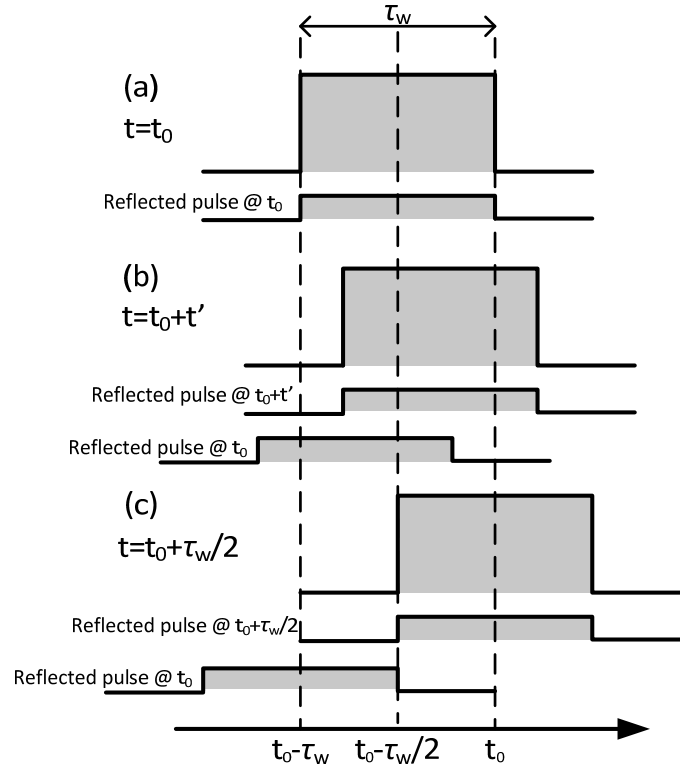 τw
(a)
t=t0
Reflected pulse @ t0
(b)
t=t0+t’
Reflected pulse @ t0+t’
Reflected pulse @ t0
(c)
t=t0+τw/2
Reflected pulse @ t0+τw/2
Reflected pulse @ t0
t0-τw t0-τw/2 t0